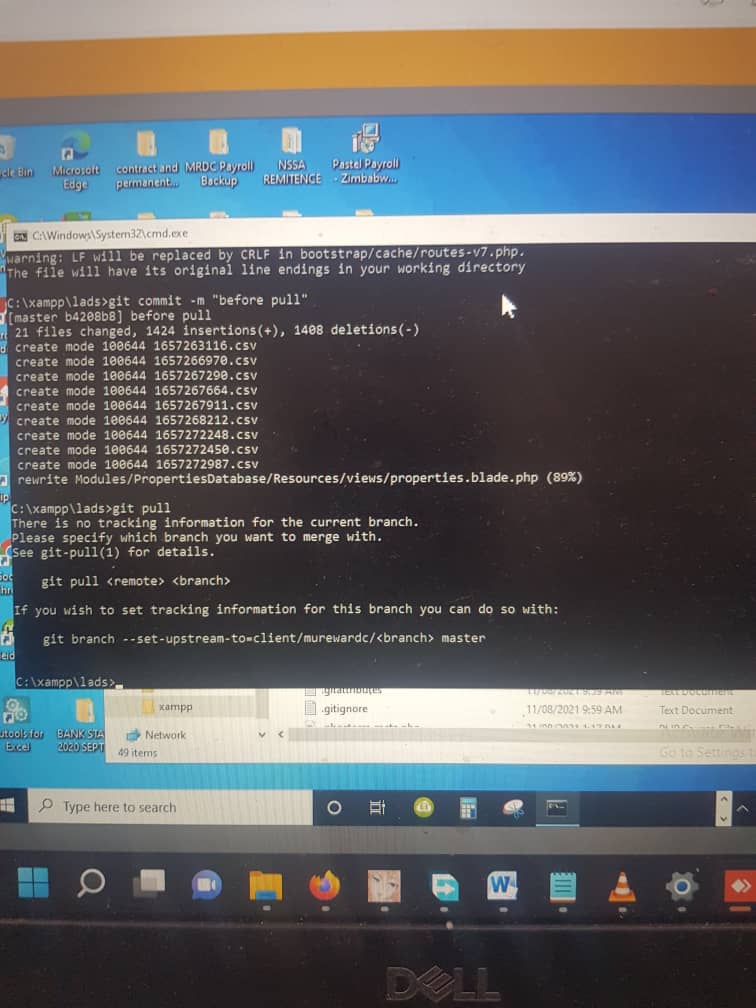 Microsoft Edge
contract and permanent...
MRDC Payroll Backup
NSSA REMITENCE
Pastel Payroll - Zimbabw...
cle Bin
C:\Windows\System32\cmd.exe
warning: LF will be replaced by CRLF in bootstrap/cache/routes-v7.php.
The file will have its original line endings in your working directory
C:\xampp\lads>git commit -m "before pull"
[master b4208b8] before pull
21 files changed, 1424 insertions(+), 1408 deletions(-)
create mode 100644 1657263116.csv
create mode 100644 1657266970.csv
create mode 100644 1657267290.csv
create mode 100644 1657267664.csv
create mode 100644 1657267911.csv
create mode 100644 1657268212.csv
create mode 100644 1657272248.csv
create mode 100644 1657272450.csv
create mode 100644 1657272987.csv
rewrite Modules/PropertiesDatabase/Resources/views/properties.blade.php (89%)
C:\xampp\lads>git pull
There is no tracking information for the current branch.
Please specify which branch you want to merge with.
See git-pull(1) for details.
git pull <remote> <branch>
If you wish to set tracking information for this branch you can do so with:
git branch --set-upstream-to=client/murewardc/<branch> master
C:\xampp\lads>_
.gitattributes 11/08/2021 9:59 AM Text Document
xampp
.gitignore 11/08/2021 9:59 AM Text Document
Network
49 items
Go to Settings t
utools for Excel
BANK STA 2020 SEPT
Type here to search
DELL